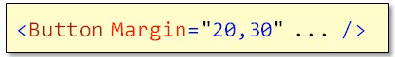 <Button Margin="20,30" ... />